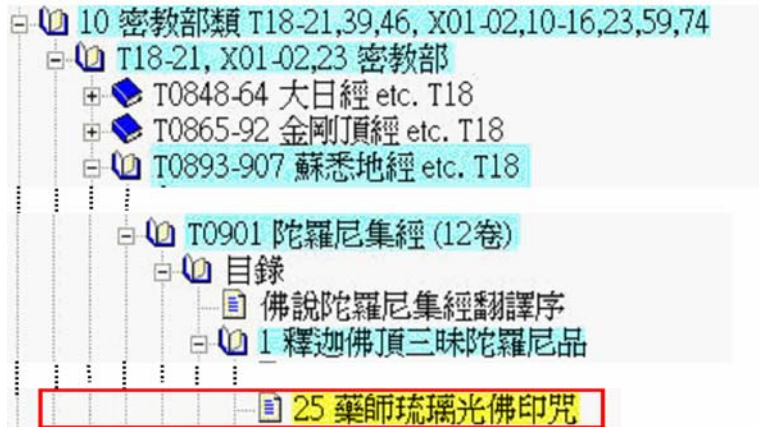 10 密教部類 T18-21,39,46, X01-02,10-16,23,59,74
T18-21, X01-02,23 密教部
T0848-64 大日經 etc. T18
T0865-92 金剛頂經 etc. T18
T0893-907 蘇悉地經 etc. T18
T0901 陀羅尼集經 (12卷)
目錄
佛說陀羅尼集經翻譯序
1 釋迦佛頂三昧陀羅尼品
25 藥師琉璃光佛印咒